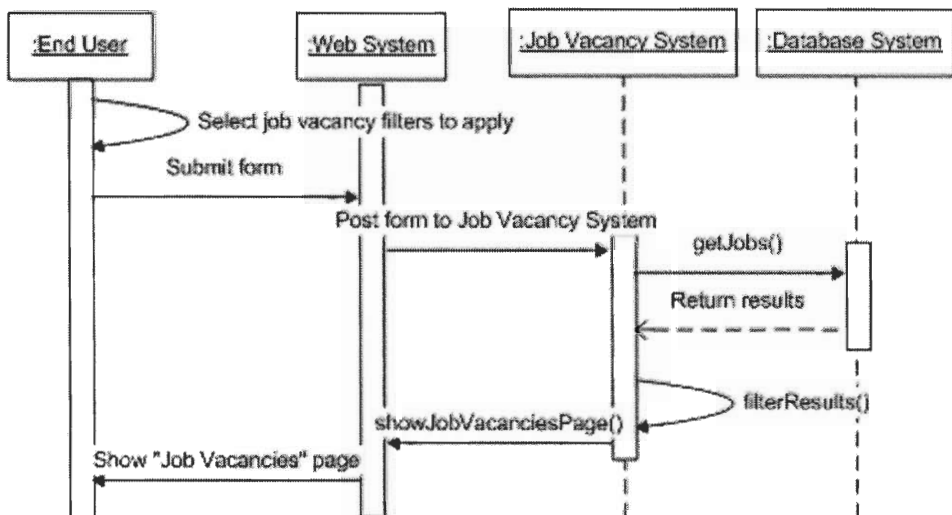 :End User
:Web System
:Job Vacancy System
:Database System
Select job vacancy filters to apply
Submit form
Post form to Job Vacancy System
getJobs()
Return results
filterResults()
showJobVacanciesPage()
Show "Job Vacancies" page